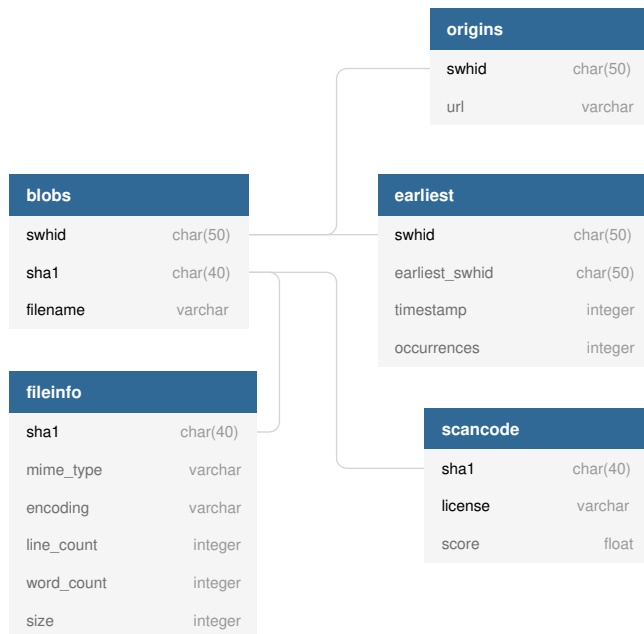 origins
swhid char(50)
url varchar
blobs
swhid char(50)
sha1 char(40)
filename varchar
earliest
swhid char(50)
earliest_swhid char(50)
timestamp integer
occurrences integer
fileinfo
sha1 char(40)
mime_type varchar
encoding varchar
line_count integer
word_count integer
size integer
scancode
sha1 char(40)
license varchar
score float